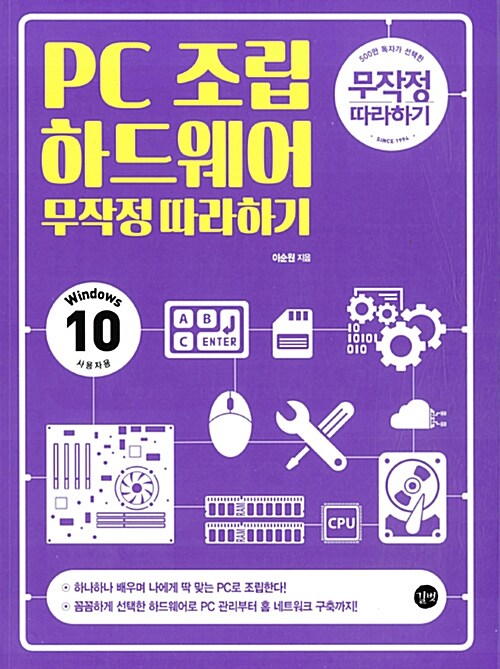 PC 조립
하드웨어
무작정 따라하기
500만 독자가 선택한
무작정
따라하기
SINCE 1994
이순원 지음
Windows
10
사용자용
A B
C ENTER
10
01010
010
CPU
RAM RAM
RAM RAM
하나하나 배우며 나에게 딱 맞는 PC로 조립한다!
꼼꼼하게 선택한 하드웨어로 PC 관리부터 홈 네트워크 구축까지!
길벗